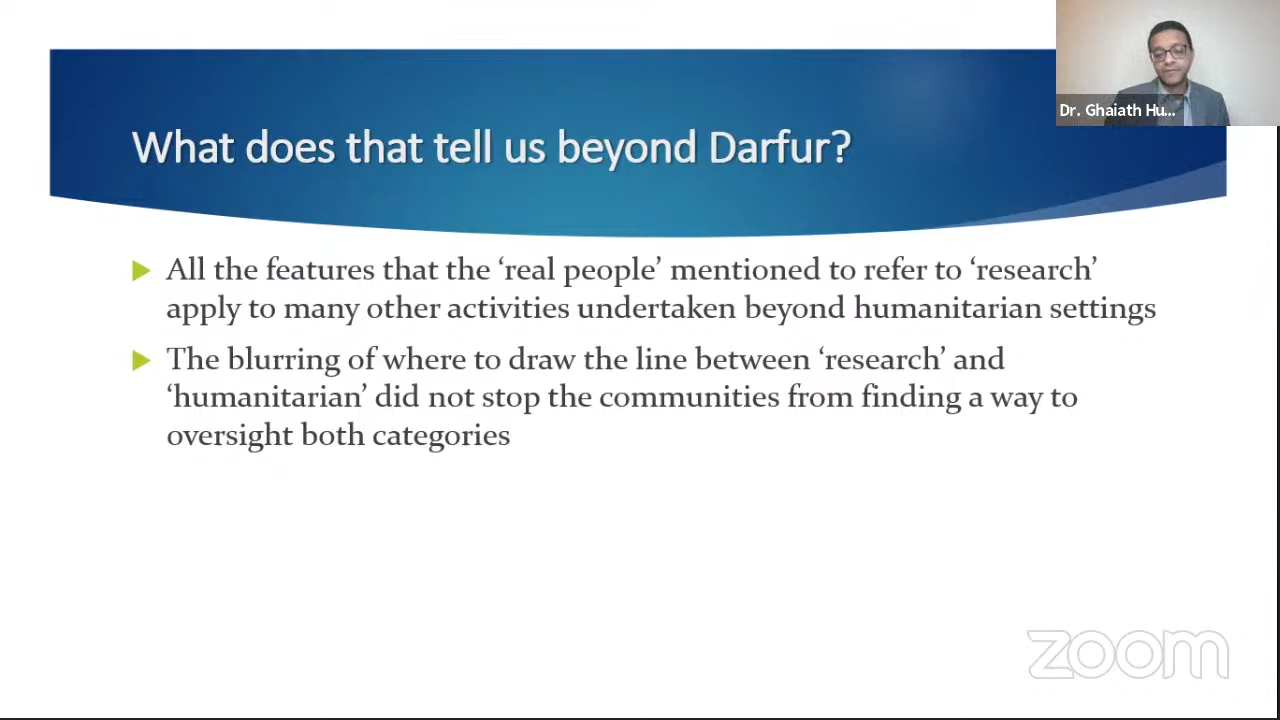 Dr. Ghaiath Hu...
What does that tell us beyond Darfur?
All the features that the ‘real people’ mentioned to refer to ‘research’
apply to many other activities undertaken beyond humanitarian settings
The blurring of where to draw the line between ‘research’ and
‘humanitarian’ did not stop the communities from finding a way to
oversight both categories
zoom